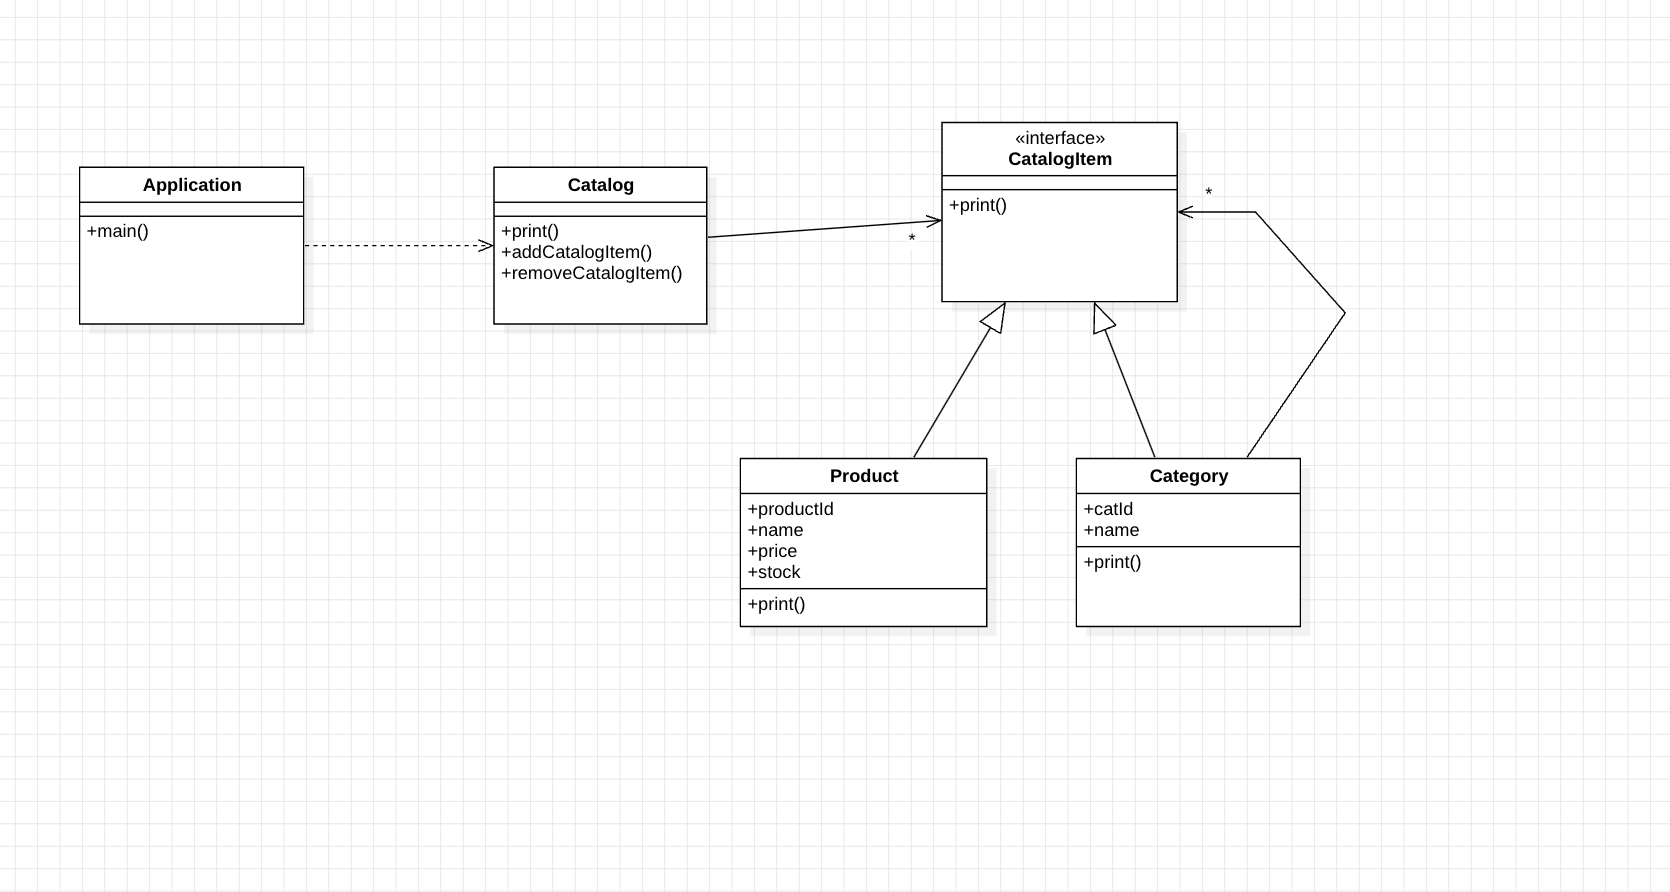 Application
+main()
Catalog
+print()
+addCatalogItem()
+removeCatalogItem()
*
«interface»
CatalogItem
+print()
*
Product
+productId
+name
+price
+stock
+print()
Category
+catId
+name
+print()